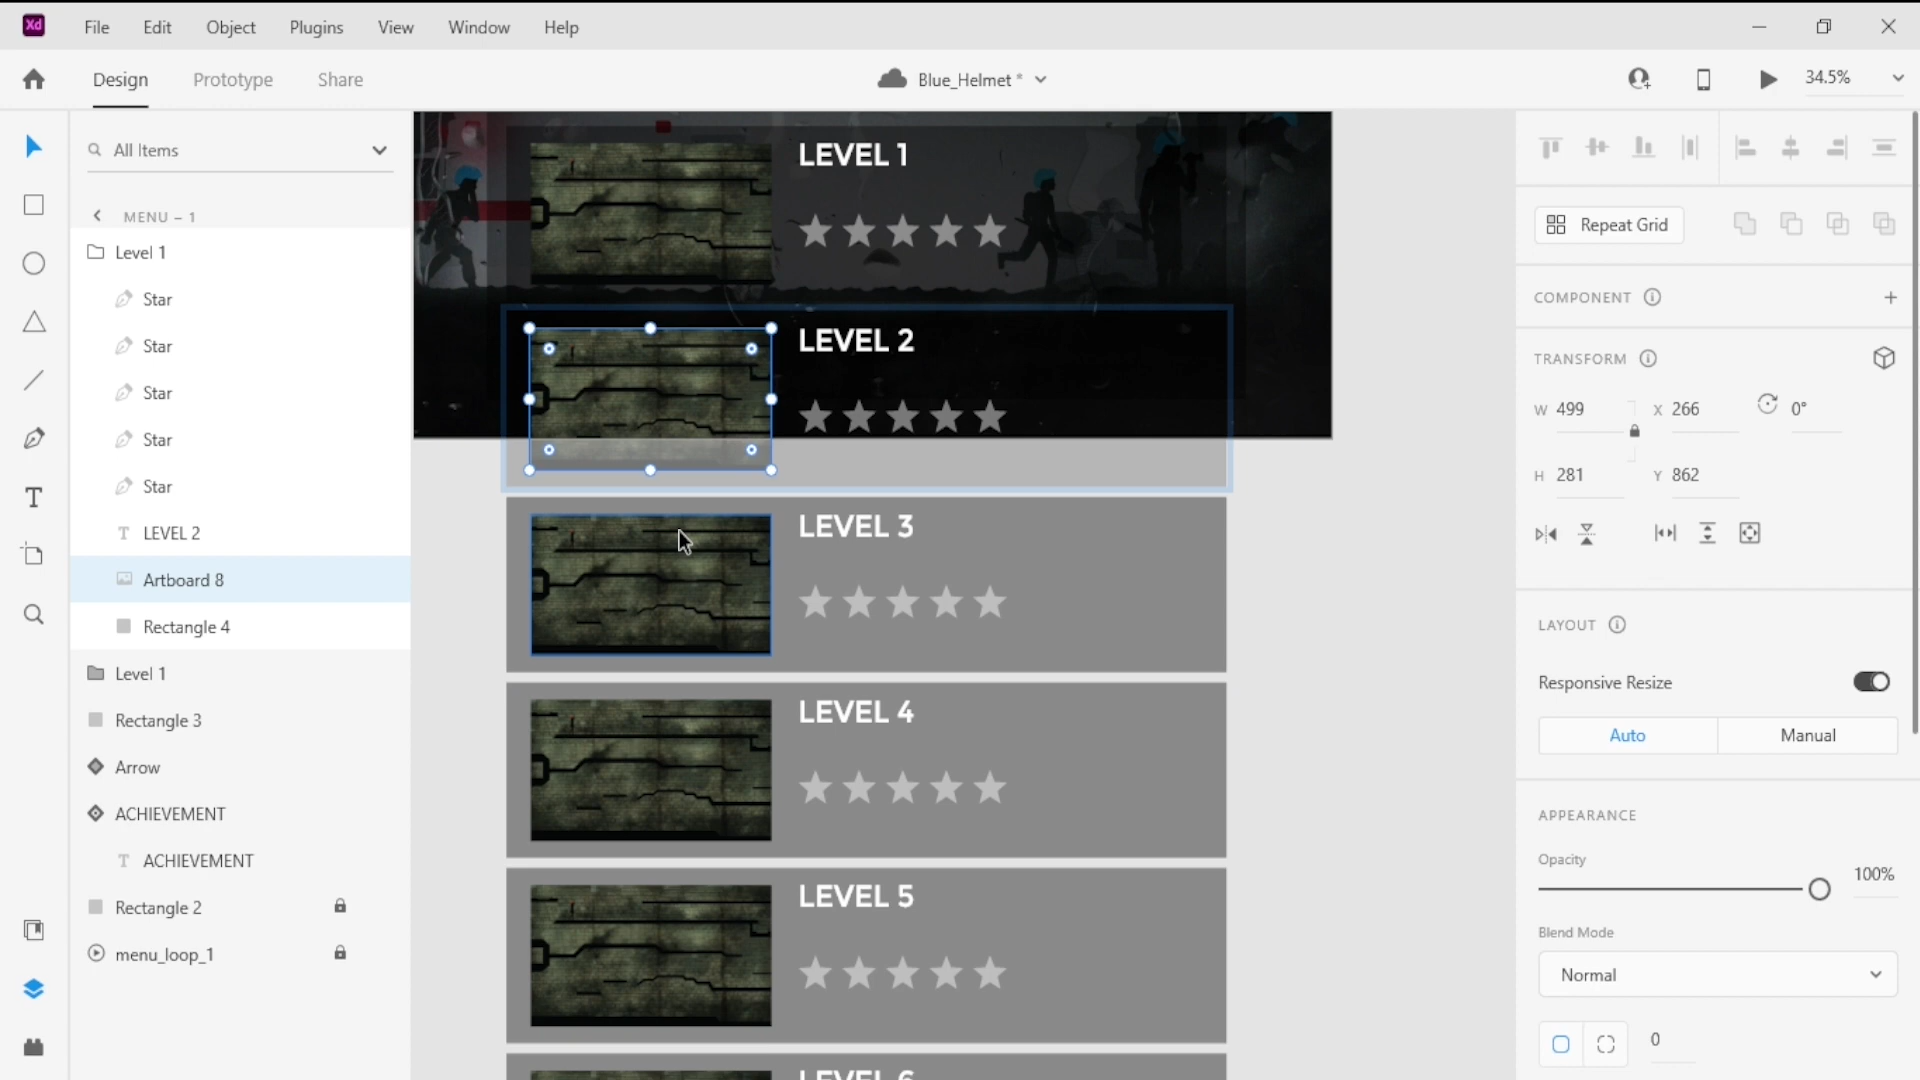 Xd
File Edit Object Plugins View Window Help
Design Prototype Share
Blue_Helmet *
34.5%
All Items
MENU – 1
Level 1
Star
Star
Star
Star
Star
LEVEL 2
Artboard 8
Rectangle 4
Level 1
Rectangle 3
Arrow
ACHIEVEMENT
ACHIEVEMENT
Rectangle 2
menu_loop_1
LEVEL 1
LEVEL 2
LEVEL 3
LEVEL 4
LEVEL 5
LEVEL 6
Repeat Grid
COMPONENT
TRANSFORM
W 499 X 266 0°
H 281 Y 862
LAYOUT
Responsive Resize
Auto Manual
APPEARANCE
Opacity
100%
Blend Mode
Normal
0